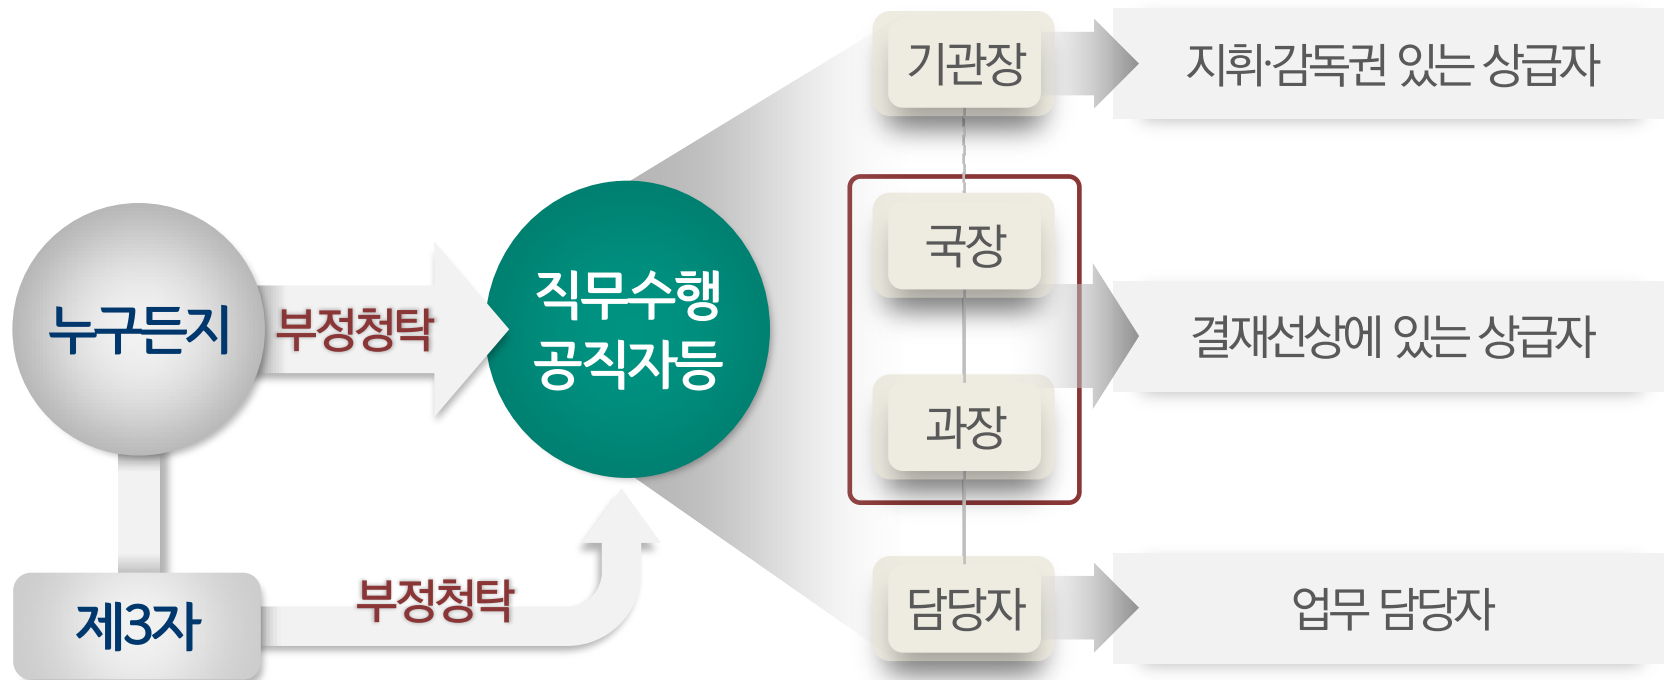 기관장
지휘·감독권 있는 상급자
국장
누구든지
부정청탁
직무수행
공직자등
결재선상에 있는 상급자
과장
제3자
부정청탁
담당자
업무 담당자